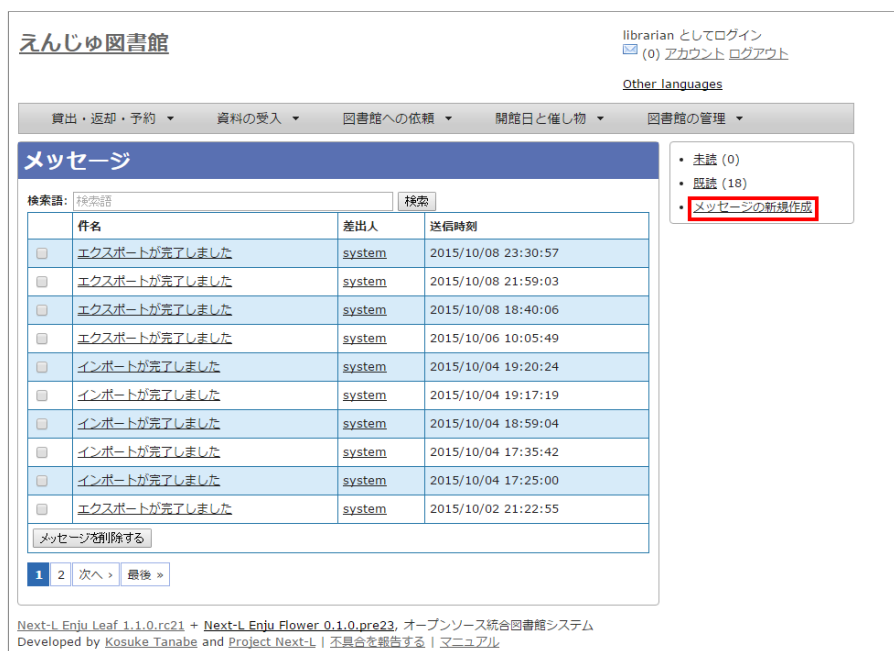 えんじゅ図書館
librarian としてログイン
(0) アカウント ログアウト
Other languages
貸出・返却・予約 ▼ 資料の受入 ▼ 図書館への依頼 ▼ 開館日と催し物 ▼ 図書館の管理 ▼
メッセージ
検索語: 検索語 検索
件名 差出人 送信時刻
エクスポートが完了しました system 2015/10/08 23:30:57
エクスポートが完了しました system 2015/10/08 21:59:03
エクスポートが完了しました system 2015/10/08 18:40:06
エクスポートが完了しました system 2015/10/06 10:05:49
インポートが完了しました system 2015/10/04 19:20:24
インポートが完了しました system 2015/10/04 19:17:19
インポートが完了しました system 2015/10/04 18:59:04
インポートが完了しました system 2015/10/04 17:35:42
インポートが完了しました system 2015/10/04 17:25:00
エクスポートが完了しました system 2015/10/02 21:22:55
メッセージを削除する
1 2 次へ › 最後 »
• 未読 (0)
• 既読 (18)
• メッセージの新規作成
Next-L Enju Leaf 1.1.0.rc21 + Next-L Enju Flower 0.1.0.pre23, オープンソース統合図書館システム
Developed by Kosuke Tanabe and Project Next-L | 不具合を報告する | マニュアル